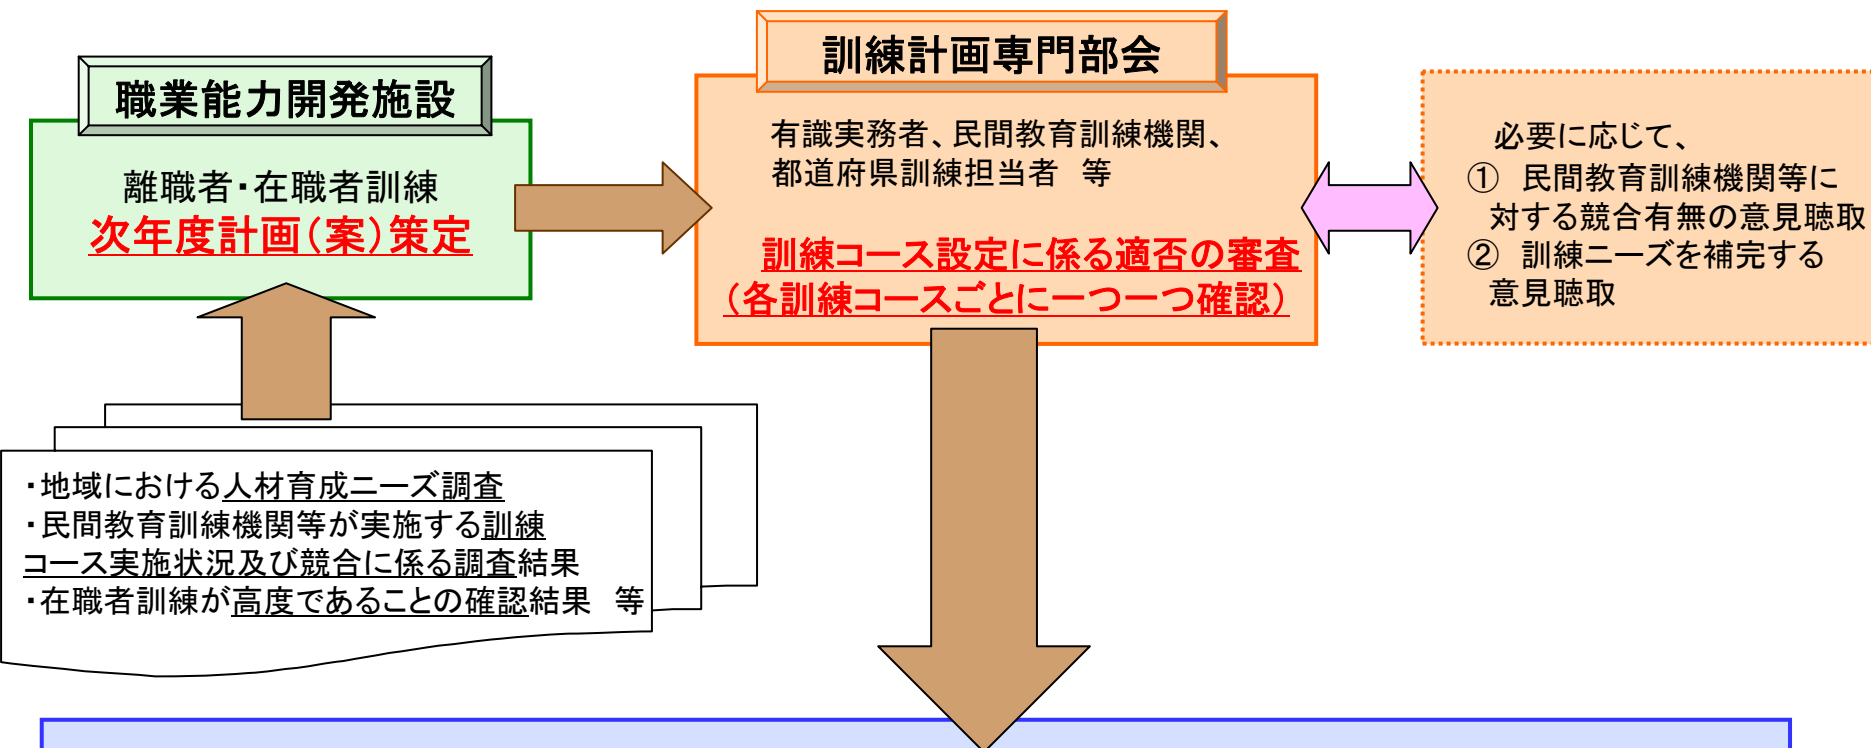 職業能力開発施設
離職者・在職者訓練
次年度計画(案)策定
訓練計画専門部会
有識実務者、民間教育訓練機関、
都道府県訓練担当者　等
訓練コース設定に係る適否の審査
(各訓練コースごとに一つ一つ確認)
必要に応じて、
①　民間教育訓練機関等に
対する競合有無の意見聴取
②　訓練ニーズを補完する
意見聴取
・地域における人材育成ニーズ調査
・民間教育訓練機関等が実施する訓練
コース実施状況及び競合に係る調査結果
・在職者訓練が高度であることの確認結果　等